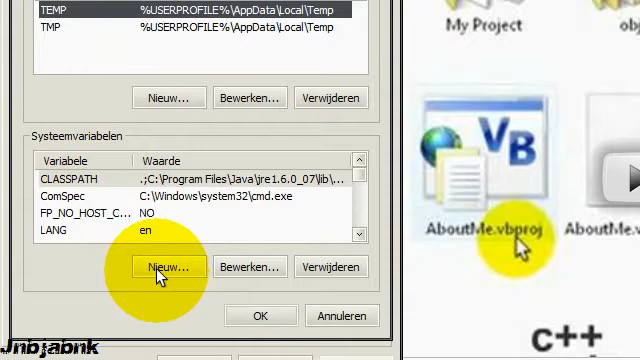 TEMP %USERPROFILE%\AppData\Local\Temp
TMP %USERPROFILE%\AppData\Local\Temp
Nieuw... Bewerken... Verwijderen
Systeemvariabelen
Variabele Waarde
CLASSPATH .;C:\Program Files\Java\jre1.6.0_07\lib\...
ComSpec C:\Windows\system32\cmd.exe
FP_NO_HOST_C... NO
LANG en
Nieuw... Bewerken... Verwijderen
OK Annuleren
My Project
obj
VB
AboutMe.vbproj
AboutMe.v
c++